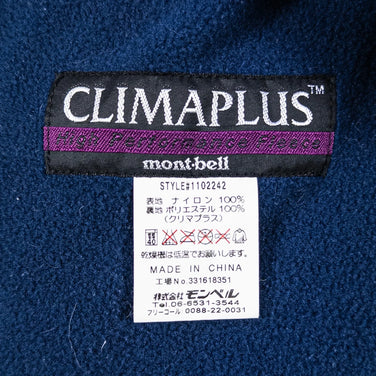 CLIMAPLUS™
High Performance Fleece
mont-bell
STYLE#1102242
表地 ナイロン 100%
裏地 ポリエステル 100%
(クリマプラス)
乾燥機は低温でお願いします。
MADE IN CHINA
工場No.331618351
株式会社モンベル
Tel.06-6531-3544
フリーコール 0088-22-0031